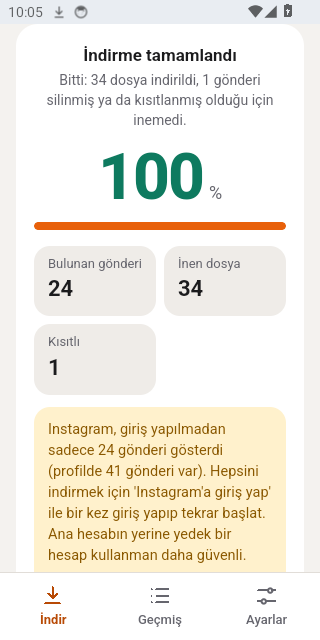 10:05
İndirme tamamlandı
Bitti: 34 dosya indirildi, 1 gönderi
silinmiş ya da kısıtlanmış olduğu için
inemedi.
100 %
Bulunan gönderi
24
İnen dosya
34
Kısıtlı
1
Instagram, giriş yapılmadan
sadece 24 gönderi gösterdi
(profilde 41 gönderi var). Hepsini
indirmek için 'Instagram'a giriş yap'
ile bir kez giriş yapıp tekrar başlat.
Ana hesabın yerine yedek bir
hesap kullanman daha güvenli.
İndir
Geçmiş
Ayarlar